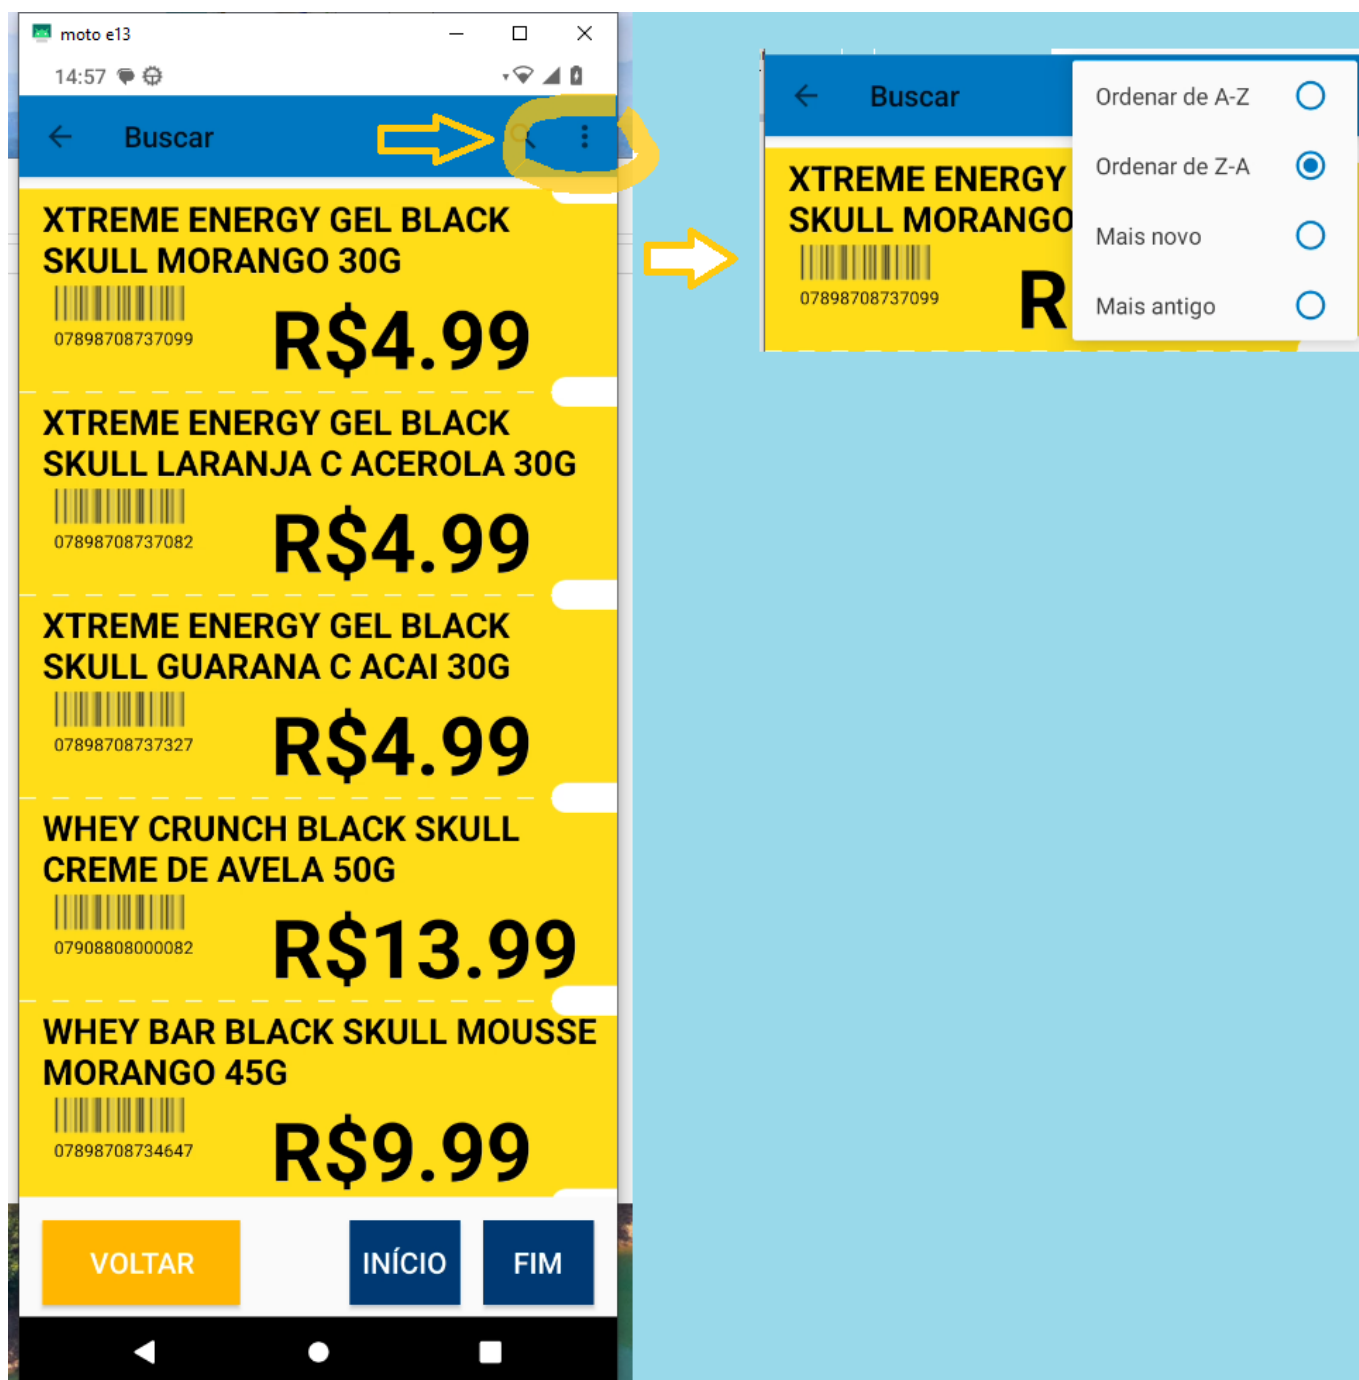 moto e13
14:57
Buscar
XTREME ENERGY GEL BLACK
SKULL MORANGO 30G
07898708737099
R$4.99
XTREME ENERGY GEL BLACK
SKULL LARANJA C ACEROLA 30G
07898708737082
R$4.99
XTREME ENERGY GEL BLACK
SKULL GUARANA C ACAI 30G
07898708737327
R$4.99
WHEY CRUNCH BLACK SKULL
CREME DE AVELA 50G
07908808000082
R$13.99
WHEY BAR BLACK SKULL MOUSSE
MORANGO 45G
07898708734647
R$9.99
VOLTAR
INÍCIO
FIM
Buscar
XTREME ENERGY
SKULL MORANGO
07898708737099
R
Ordenar de A-Z
Ordenar de Z-A
Mais novo
Mais antigo